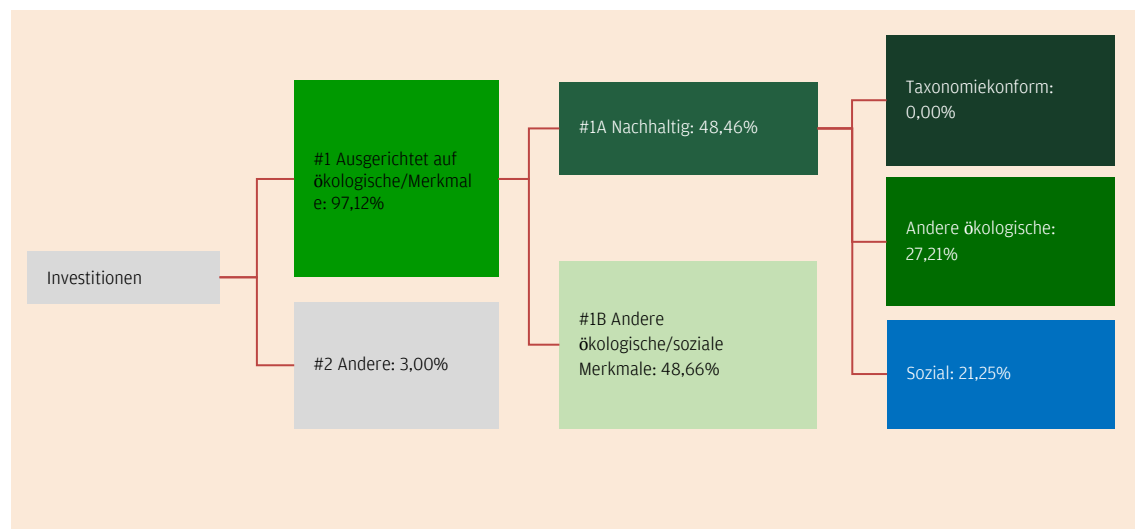 Investitionen
#1 Ausgerichtet auf
ökologische/Merkmal
e: 97,12%
#2 Andere: 3,00%
#1A Nachhaltig: 48,46%
#1B Andere
ökologische/soziale
Merkmale: 48,66%
Taxonomiekonform:
0,00%
Andere ökologische:
27,21%
Sozial: 21,25%